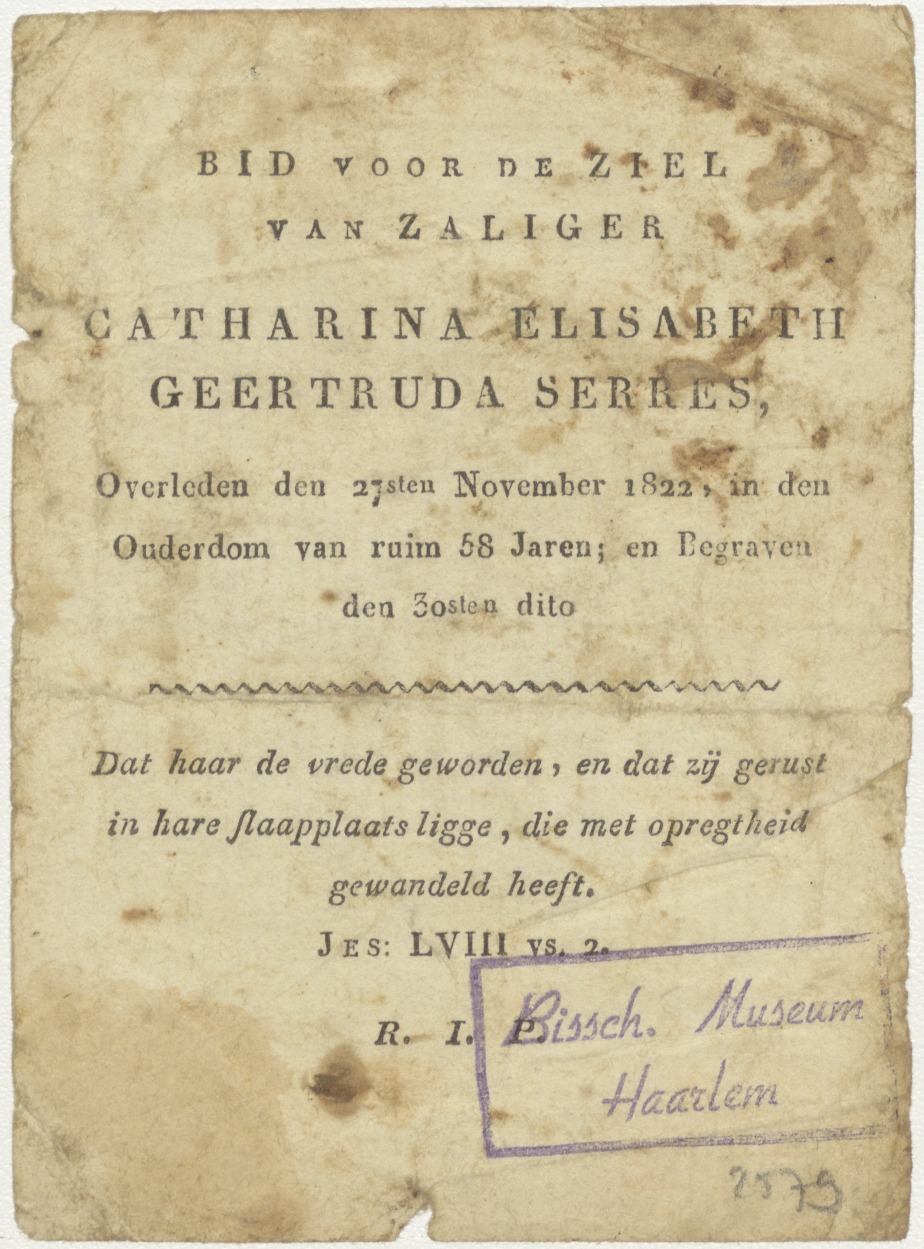 BID VOOR DE ZIEL
VAN ZALIGER
CATHARINA ELISABETH
GEERTRUDA SERRES,
Overleden den 27sten November 1822, in den
Ouderdom van ruim 58 Jaren; en Begraven
den 30sten dito
Dat haar de vrede geworden, en dat zij gerust
in hare ſlaapplaats ligge, die met opregtheid
gewandeld heeft.
JES: LVIII vs. 2.
R. I. P.
Bissch. Museum
Haarlem
2579